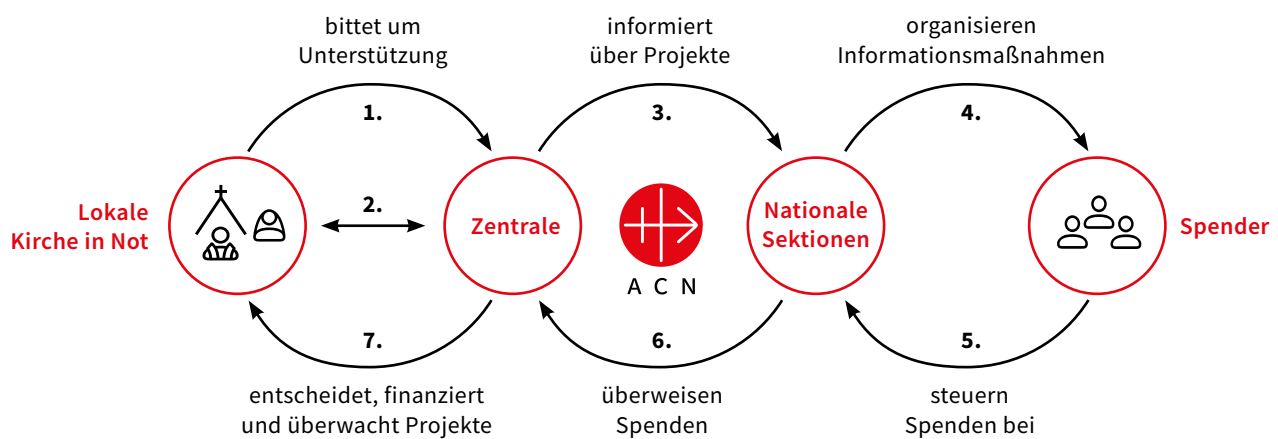 bittet um
Unterstützung
informiert
über Projekte
organisieren
Informationsmaßnahmen
1.
3.
4.
Lokale
Kirche in Not
2.
Zentrale
A C N
Nationale
Sektionen
Spender
7.
6.
5.
entscheidet, finanziert
und überwacht Projekte
überweisen
Spenden
steuern
Spenden bei